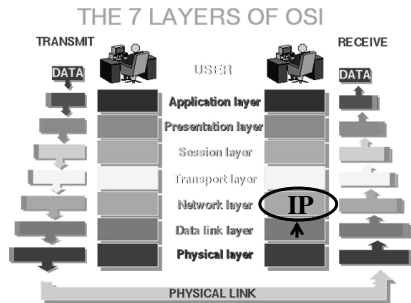 THE 7 LAYERS OF OSI
TRANSMIT
RECEIVE
DATA
USER
DATA
Application layer
Presentation layer
Session layer
Transport layer
Network layer
IP
Data link layer
Physical layer
PHYSICAL LINK